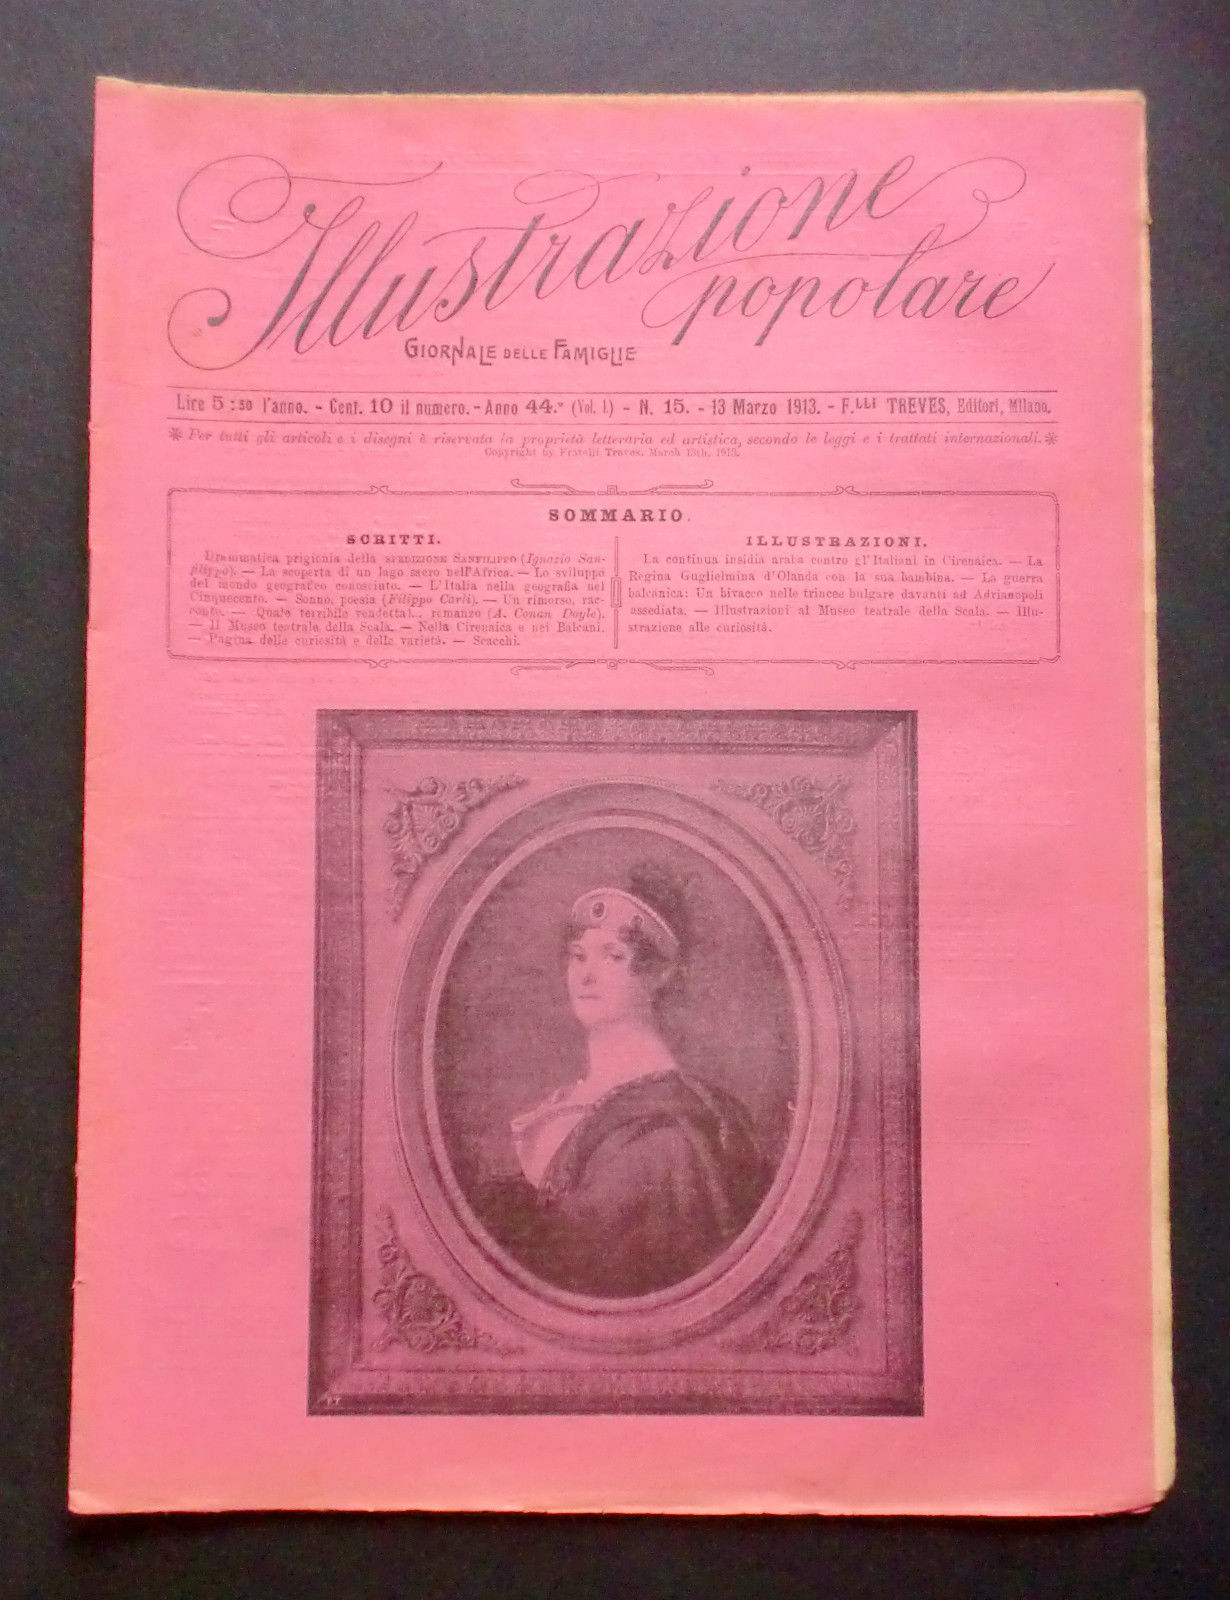 Illustrazione
popolare
GIORNALE DELLE FAMIGLIE
Lire 5:50 l'anno. - Cent. 10 il numero. - Anno 44.° (Vol. I.) - N. 15. - 13 Marzo 1913. - F.LLI TREVES, Editori, Milano.
Per tutti gli articoli e i disegni è riservata la proprietà letteraria ed artistica, secondo le leggi e i trattati internazionali.
Copyright by Fratelli Treves, March 13th, 1913.
SOMMARIO.
SCRITTI.
Drammatica prigionia della SPEDIZIONE SANFILIPPO (Ignazio San-
filippo). — La scoperta di un lago sacro nell'Africa. — Lo sviluppo
del mondo geografico conosciuto. — L'Italia nella geografia nel
Cinquecento. — Sonno, poesia (Filippo Carli). — Un rimorso, rac-
conto. — Quale terribile vendetta!... romanzo (A. Conan Doyle).
— Il Museo teatrale della Scala. — Nella Cirenaica e nei Balcani.
— Pagina delle curiosità e delle varietà. — Scacchi.
ILLUSTRAZIONI.
La continua insidia araba contro gl'Italiani in Cirenaica. — La
Regina Guglielmina d'Olanda con la sua bambina. — La guerra
balcanica: Un bivacco nelle trincee bulgare davanti ad Adrianopoli
assediata. — Illustrazioni al Museo teatrale della Scala. — Illu-
strazione alle curiosità.